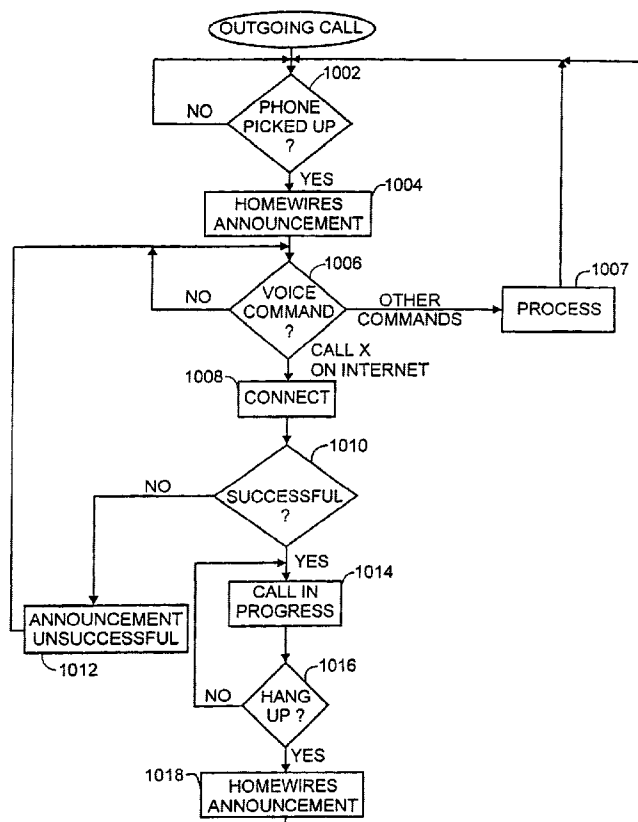 OUTGOING CALL
1002
NO
PHONE
PICKED UP
?
YES
1004
HOMEWIRES
ANNOUNCEMENT
1006
1007
NO
VOICE
COMMAND
?
OTHER
COMMANDS
PROCESS
CALL X
ON INTERNET
1008
CONNECT
1010
NO
SUCCESSFUL
?
YES
1014
CALL IN
PROGRESS
ANNOUNCEMENT
UNSUCCESSFUL
1012
1016
NO
HANG
UP ?
YES
1018
HOMEWIRES
ANNOUNCEMENT